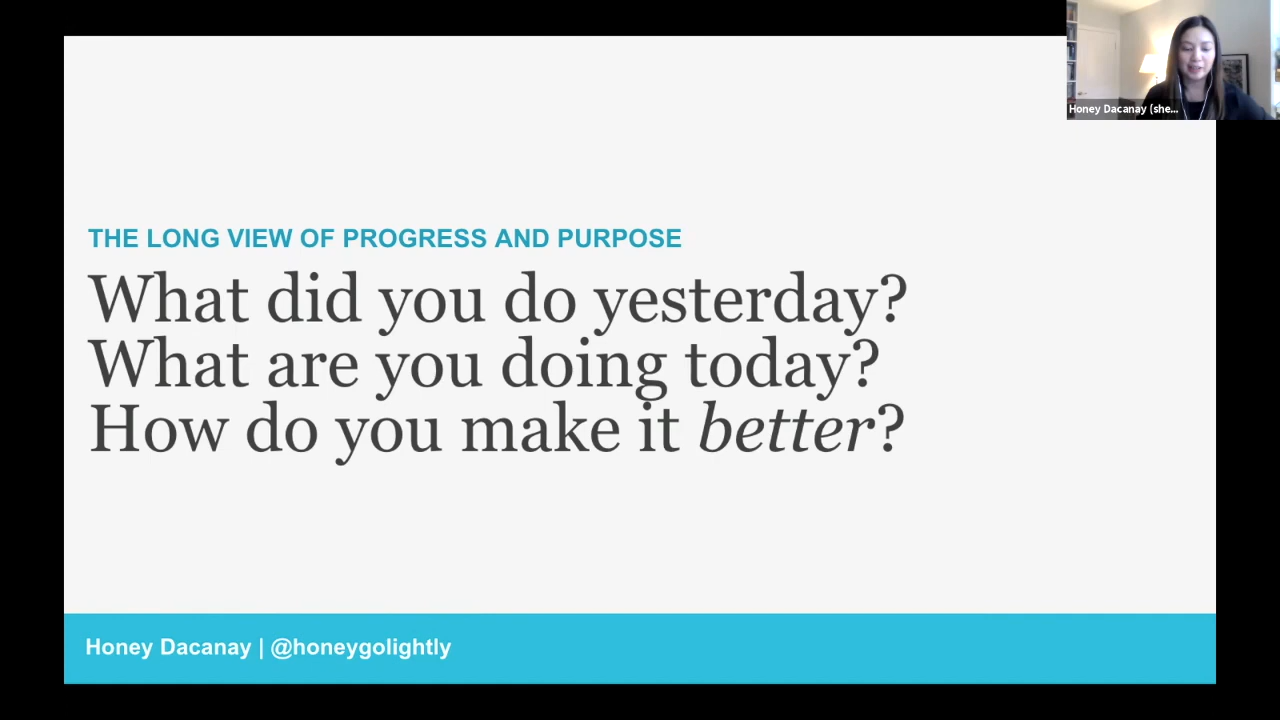 Honey Dacanay (she...
THE LONG VIEW OF PROGRESS AND PURPOSE
What did you do yesterday?
What are you doing today?
How do you make it better?
Honey Dacanay | @honeygolightly